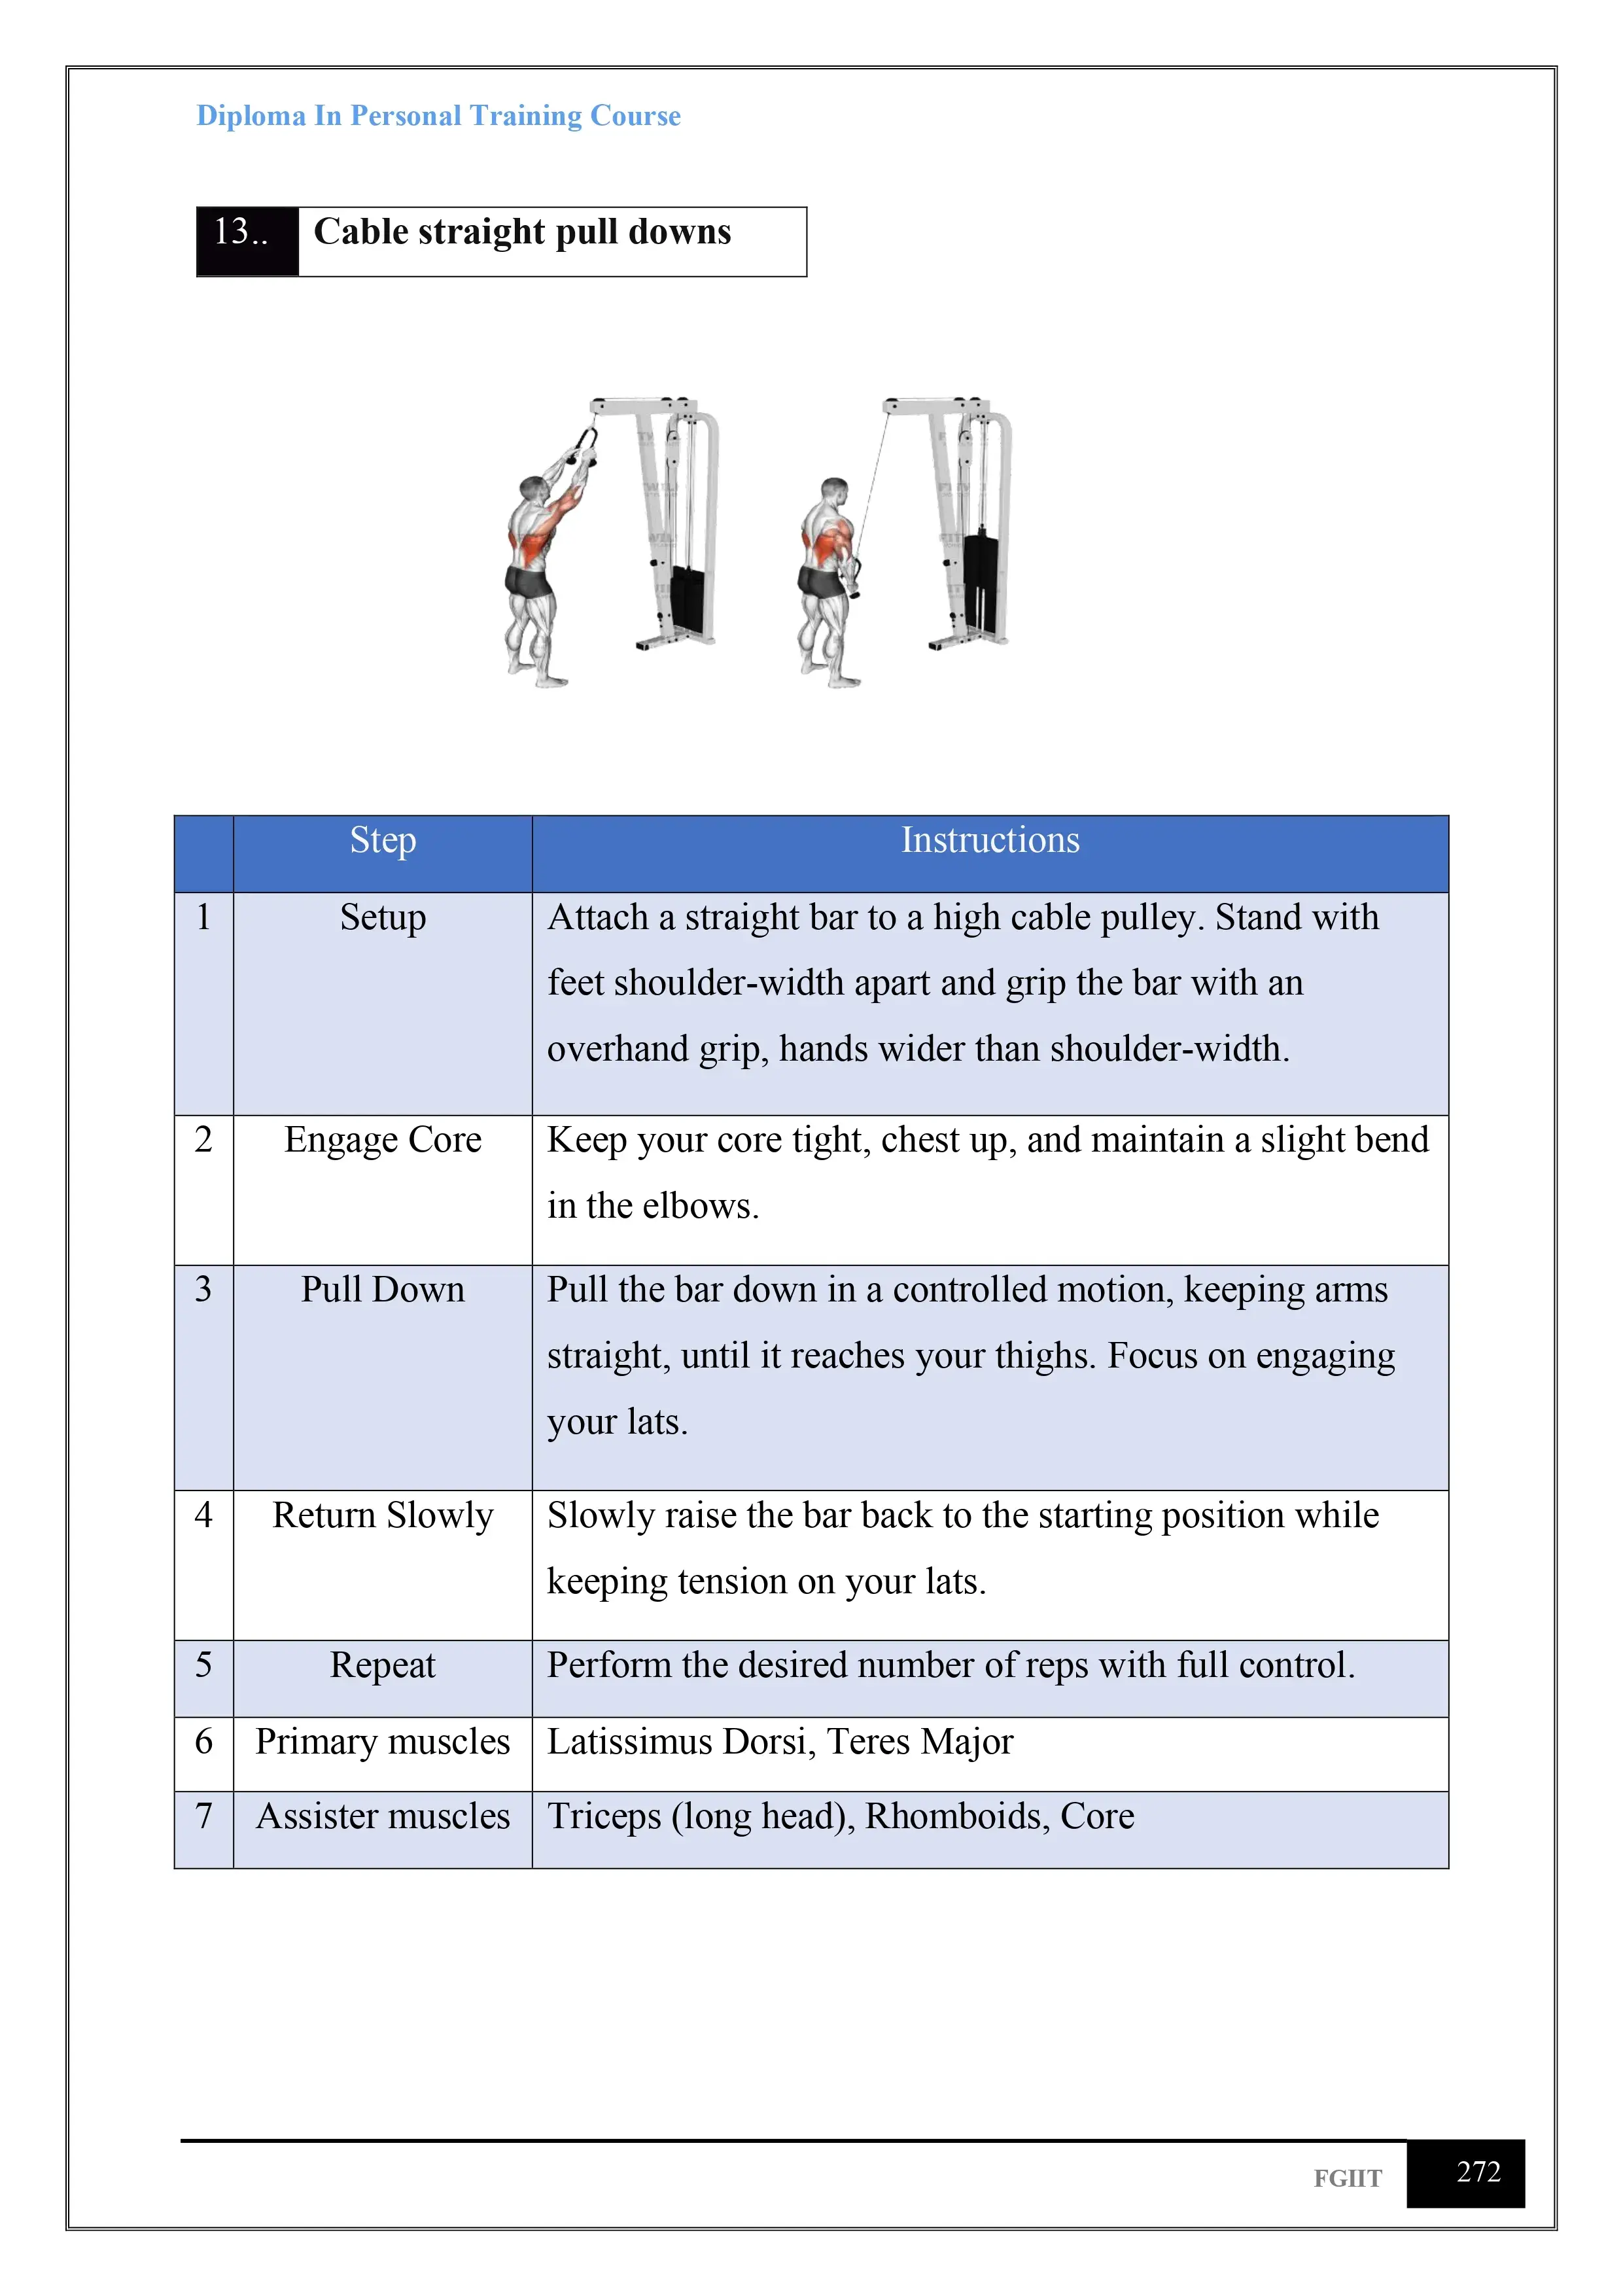 Diploma In Personal Training Course
13.. Cable straight pull downs
Step Instructions
1 Setup Attach a straight bar to a high cable pulley. Stand with
feet shoulder-width apart and grip the bar with an
overhand grip, hands wider than shoulder-width.
2 Engage Core Keep your core tight, chest up, and maintain a slight bend
in the elbows.
3 Pull Down Pull the bar down in a controlled motion, keeping arms
straight, until it reaches your thighs. Focus on engaging
your lats.
4 Return Slowly Slowly raise the bar back to the starting position while
keeping tension on your lats.
5 Repeat Perform the desired number of reps with full control.
6 Primary muscles Latissimus Dorsi, Teres Major
7 Assister muscles Triceps (long head), Rhomboids, Core
FGIIT 272